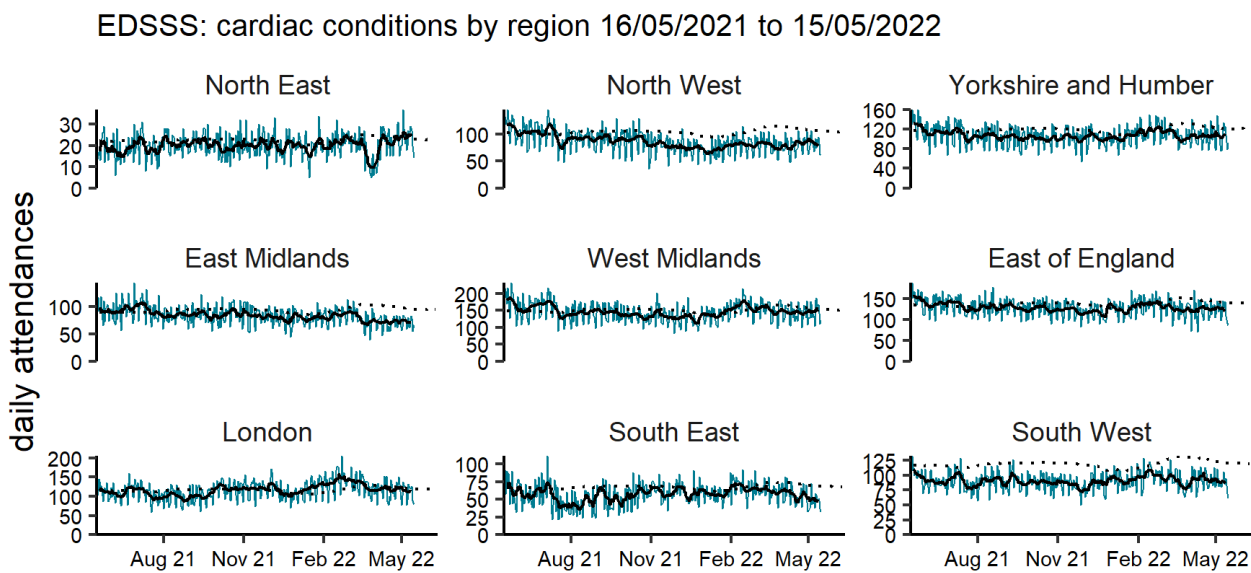 EDSSS: cardiac conditions by region 16/05/2021 to 15/05/2022
North East
North West
Yorkshire and Humber
30
20
10
0
100
50
0
160
120
80
40
0
East Midlands
West Midlands
East of England
100
50
0
200
150
100
50
0
150
100
50
0
London
South East
South West
200
150
100
50
0
100
75
50
25
0
125
100
75
50
25
0
Aug 21 Nov 21 Feb 22 May 22
Aug 21 Nov 21 Feb 22 May 22
Aug 21 Nov 21 Feb 22 May 22
daily attendances